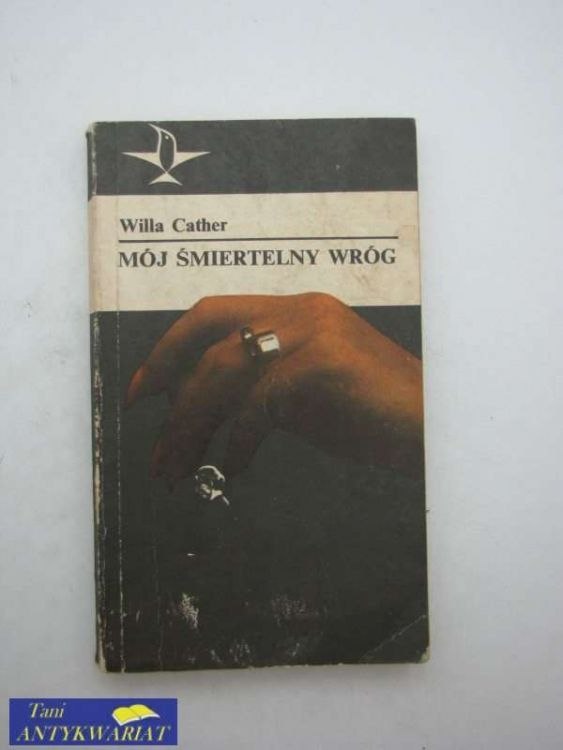 Willa Cather
MÓJ ŚMIERTELNY WRÓG
Tani
ANTYKWARIAT